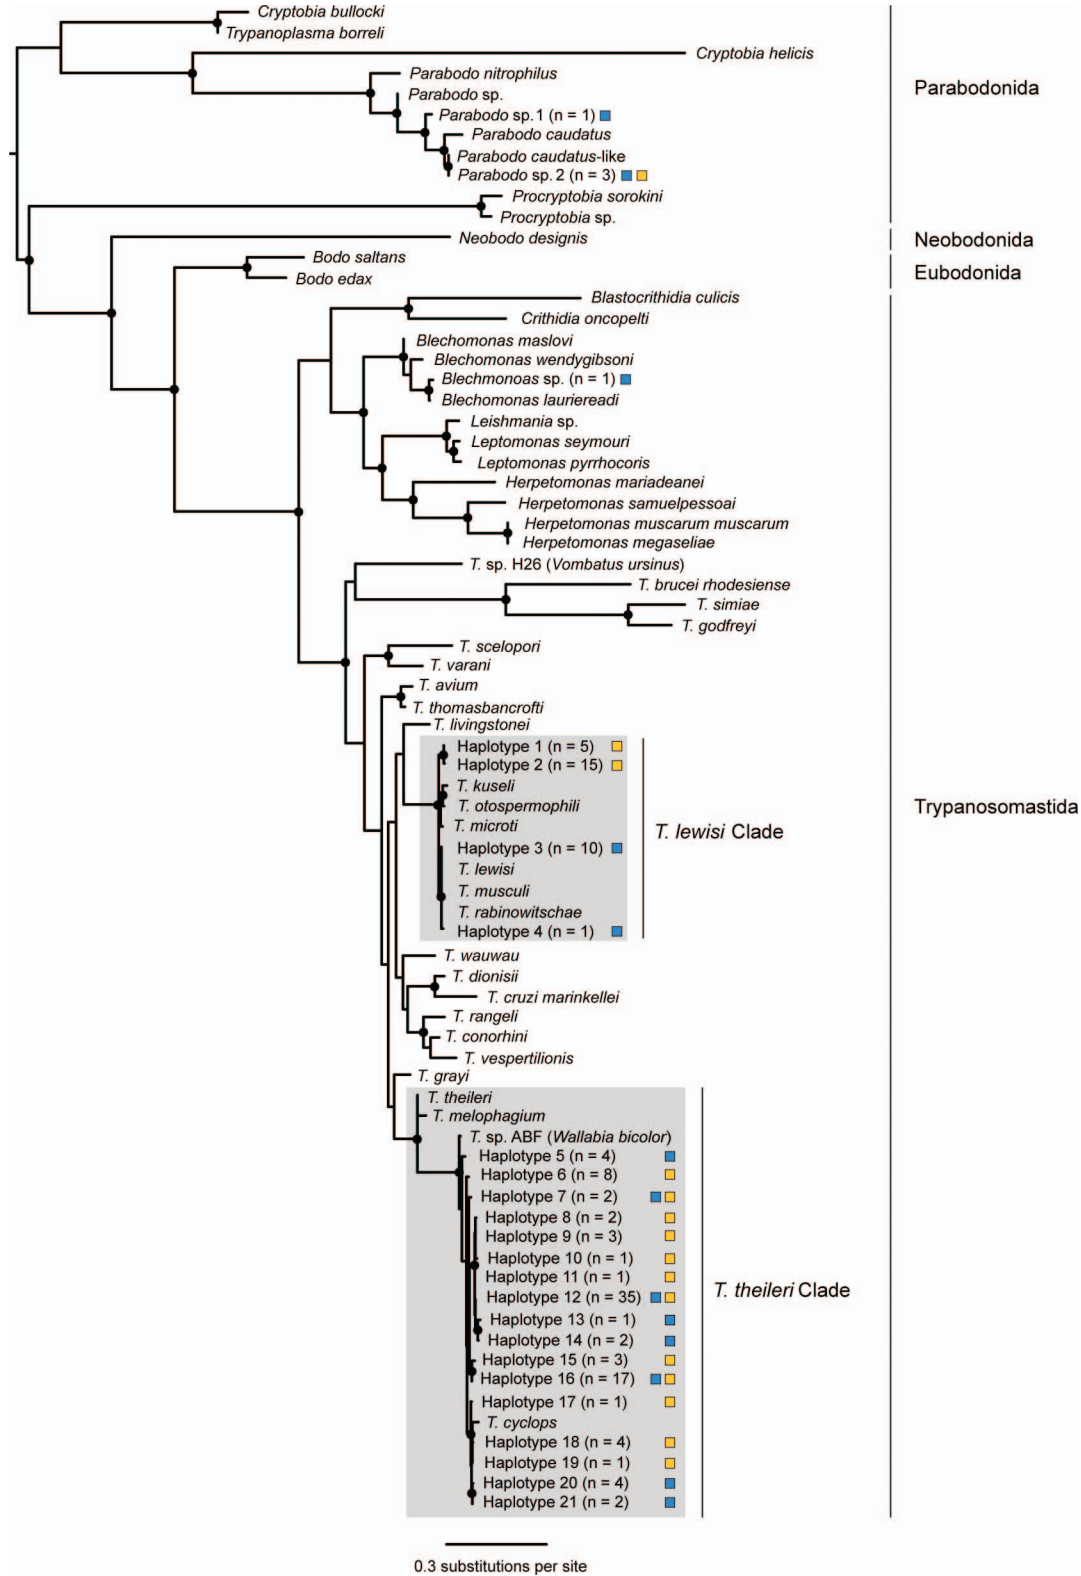 Cryptobia bullocki
Trypanoplasma borreli
Cryptobia helicis
Parabodo nitrophilus
Parabodo sp.
Parabodo sp. 1 (n = 1)
Parabodo caudatus
Parabodo caudatus-like
Parabodo sp. 2 (n = 3)
Procryptobia sorokini
Procryptobia sp.
Parabodonida
Neobodo designis
Neobodonida
Bodo saltans
Bodo edax
Eubodonida
Blastocrithidia culicis
Crithidia oncopelti
Blechomonas maslovi
Blechomonas wendygibsoni
Blechmonoas sp. (n = 1)
Blechomonas lauriereadi
Leishmania sp.
Leptomonas seymouri
Leptomonas pyrrhocoris
Herpetomonas mariadeanei
Herpetomonas samuelpessoai
Herpetomonas muscarum muscarum
Herpetomonas megaseliae
T. sp. H26 (Vombatus ursinus)
T. brucei rhodesiense
T. simiae
T. godfreyi
T. scelopori
T. varani
T. avium
T. thomasbancrofti
T. livingstonei
Haplotype 1 (n = 5)
Haplotype 2 (n = 15)
T. kuseli
T. otospermophili
T. microti
Haplotype 3 (n = 10)
T. lewisi
T. musculi
T. rabinowitschae
Haplotype 4 (n = 1)
T. lewisi Clade
Trypanosomastida
T. wauwau
T. dionisii
T. cruzi marinkellei
T. rangeli
T. conorhini
T. vespertilionis
T. grayi
T. theileri
T. melophagium
T. sp. ABF (Wallabia bicolor)
Haplotype 5 (n = 4)
Haplotype 6 (n = 8)
Haplotype 7 (n = 2)
Haplotype 8 (n = 2)
Haplotype 9 (n = 3)
Haplotype 10 (n = 1)
Haplotype 11 (n = 1)
Haplotype 12 (n = 35)
Haplotype 13 (n = 1)
Haplotype 14 (n = 2)
Haplotype 15 (n = 3)
Haplotype 16 (n = 17)
Haplotype 17 (n = 1)
T. cyclops
Haplotype 18 (n = 4)
Haplotype 19 (n = 1)
Haplotype 20 (n = 4)
Haplotype 21 (n = 2)
T. theileri Clade
0.3 substitutions per site